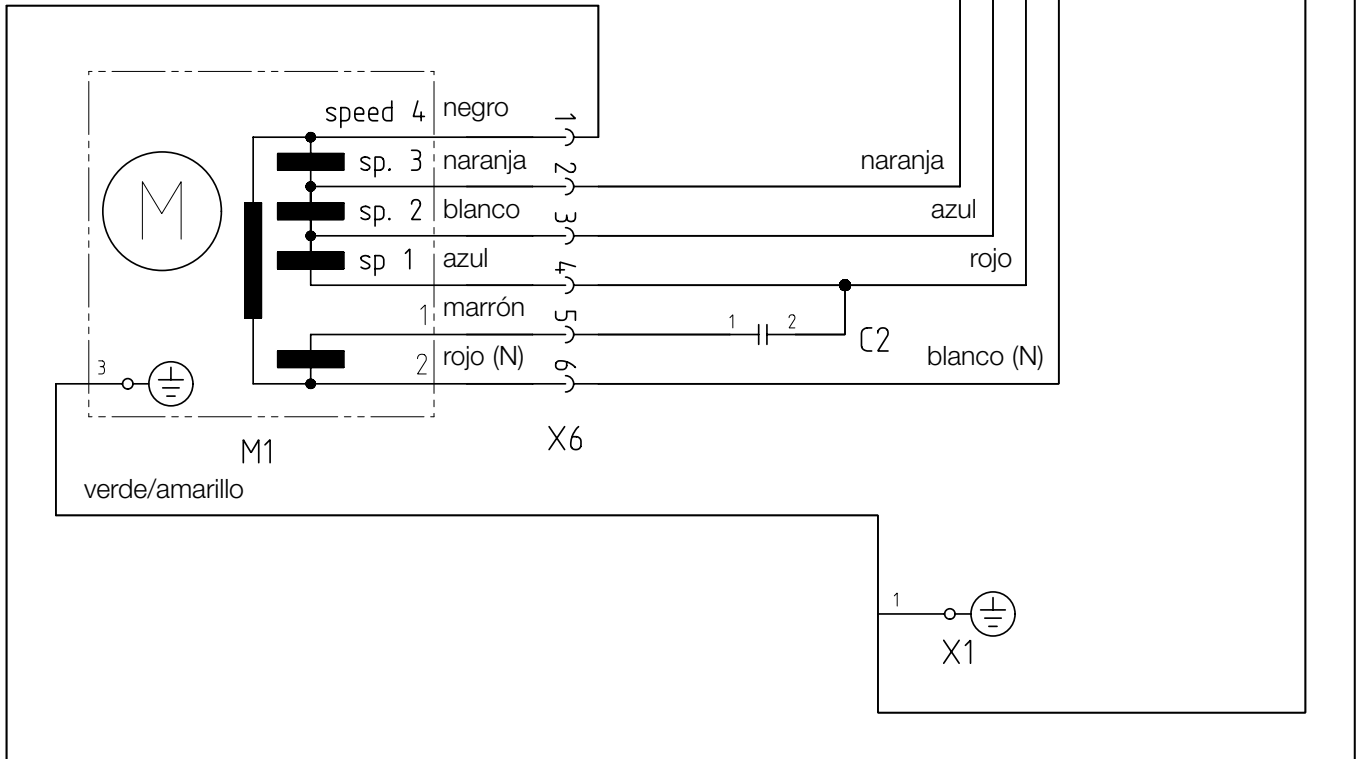 speed 4 negro 1
sp. 3 naranja 2 naranja
sp. 2 blanco 3 azul
sp 1 azul 4 rojo
1 marrón 5 1 2 C2
2 rojo (N) 6 blanco (N)
M
3
M1 X6
verde/amarillo
1
X1